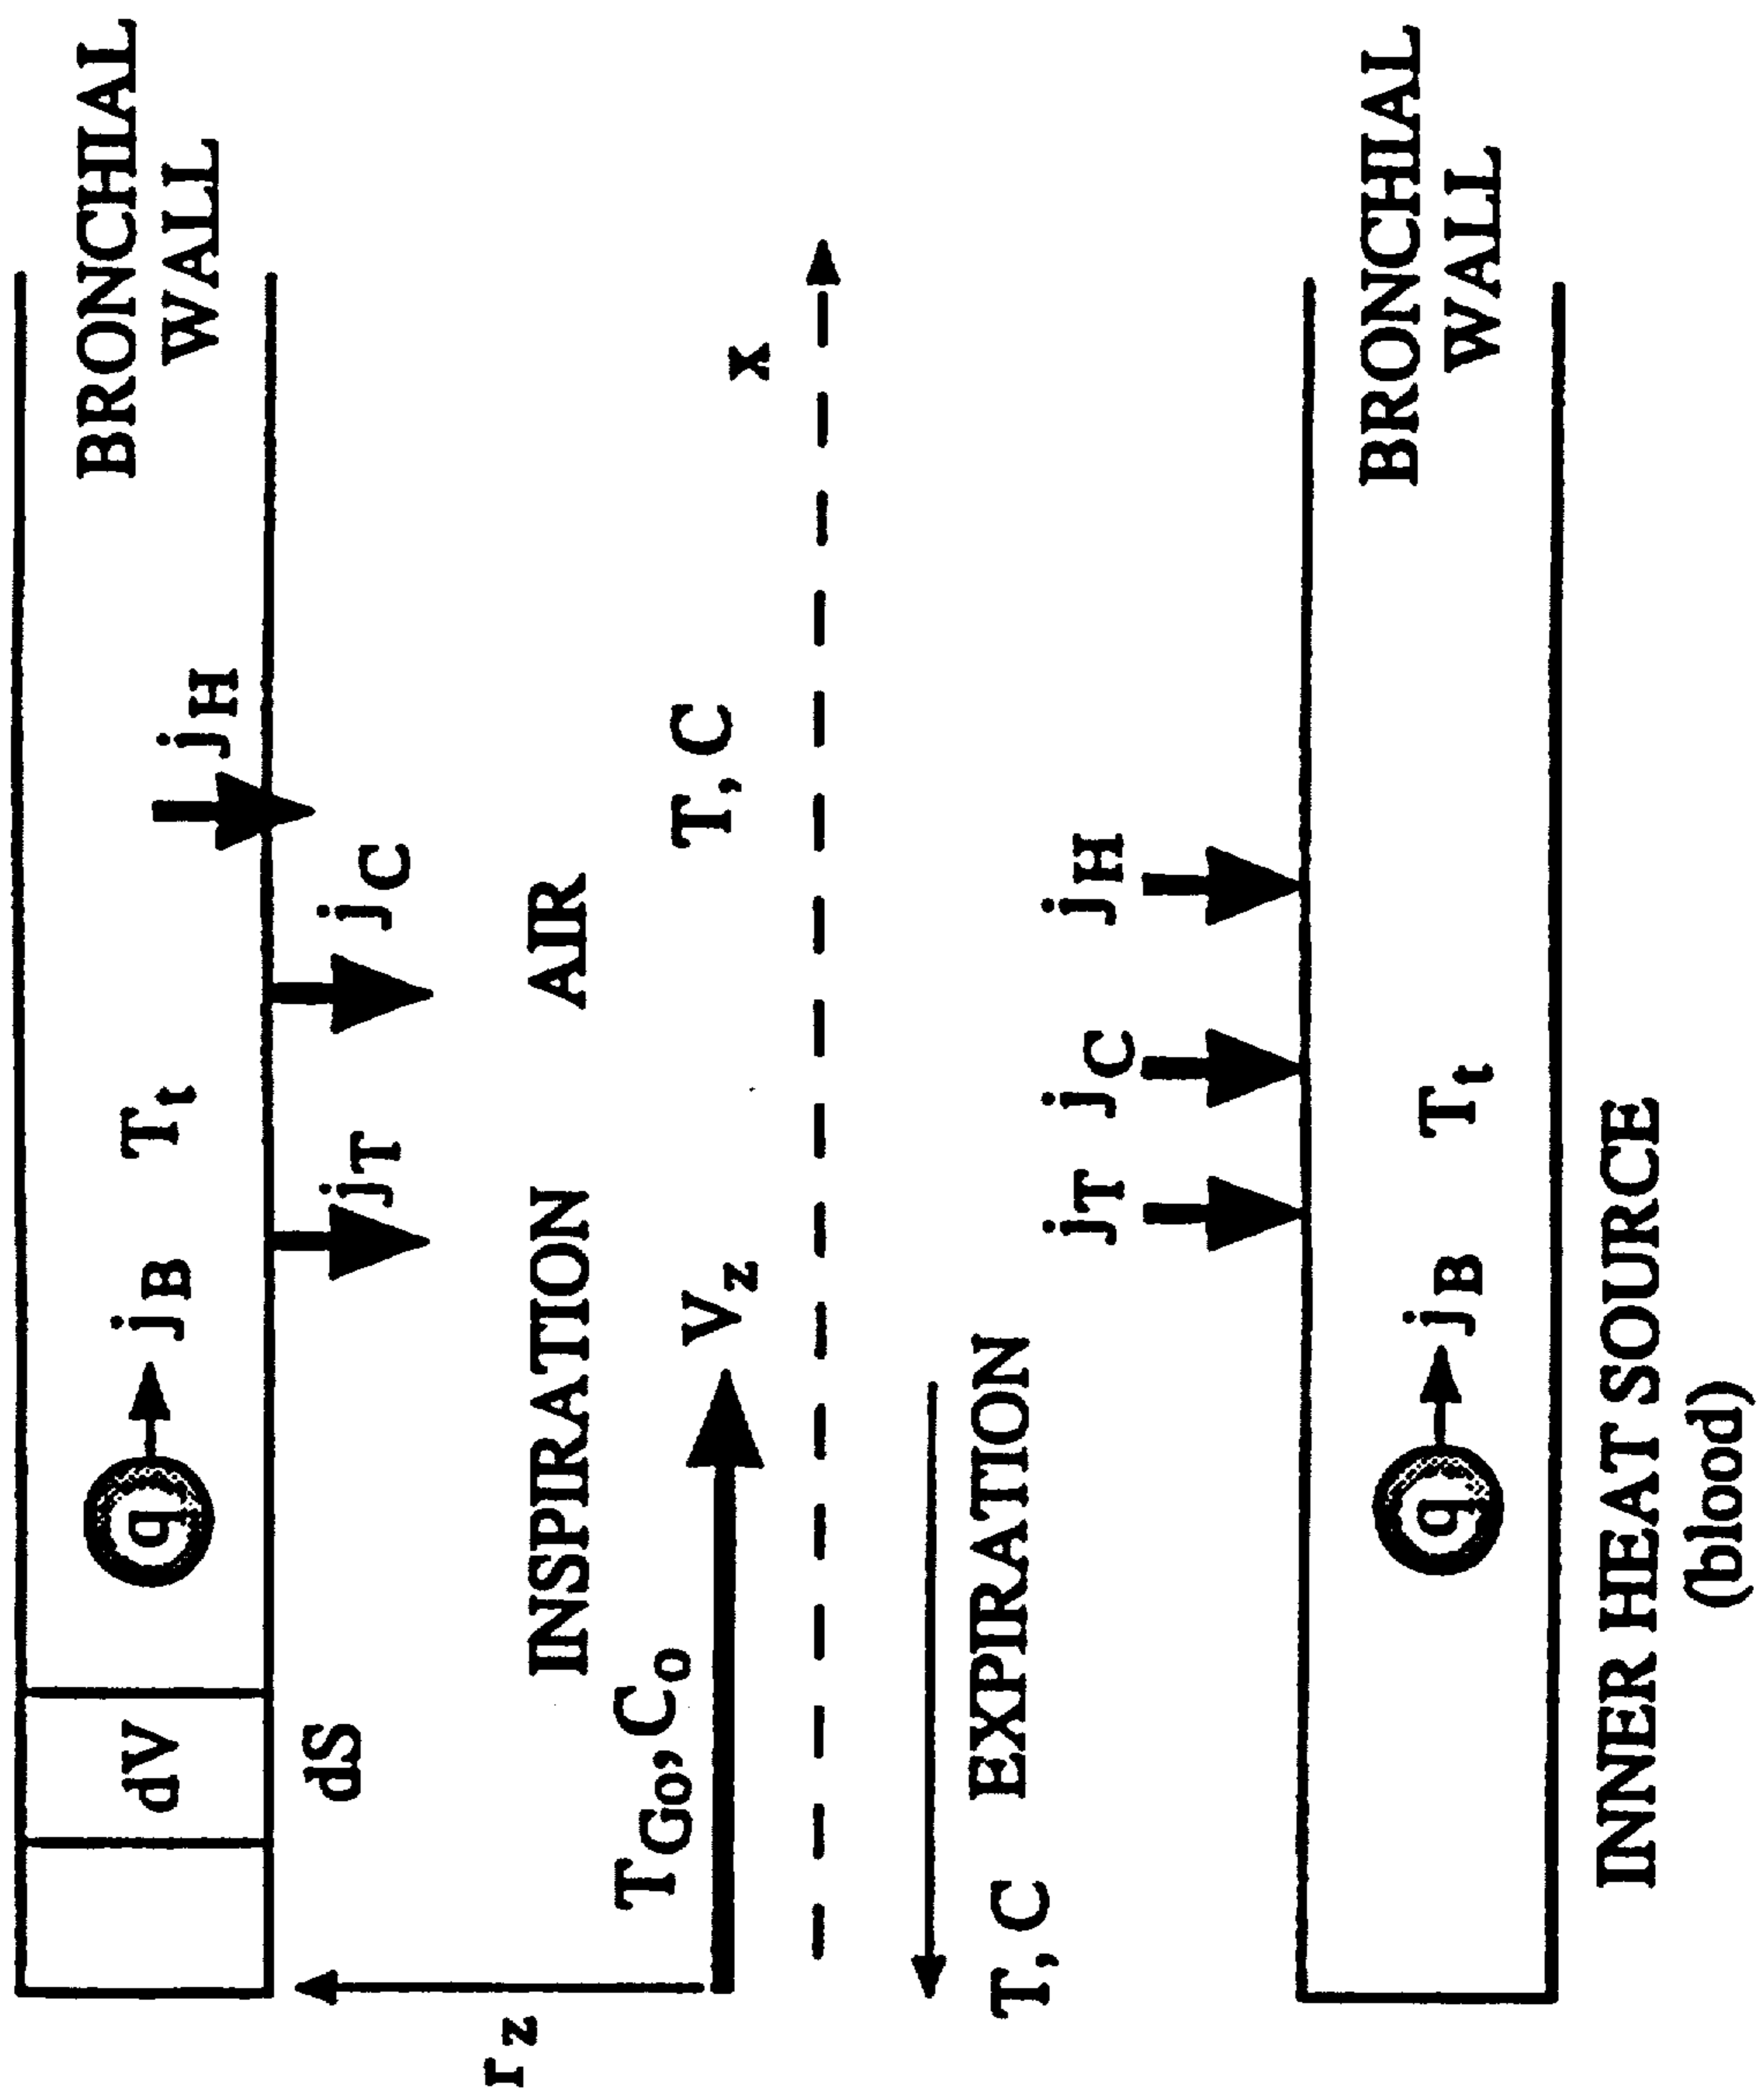 BRONCHIAL
WALL
dV
q
jB
Tt
jH
dS
jT
jC
rz
INSPIRATION
AIR
TGo, Co
Vz
T, C
x
T, C
EXPIRATION
jT
jC
jH
q
jB
Tt
BRONCHIAL
WALL
INNER HEAT SOURCE
(blood)